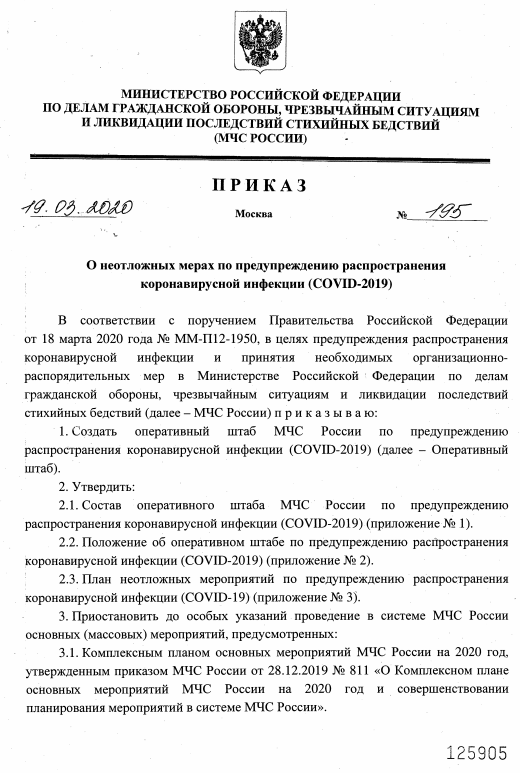 МИНИСТЕРСТВО РОССИЙСКОЙ ФЕДЕРАЦИИ
ПО ДЕЛАМ ГРАЖДАНСКОЙ ОБОРОНЫ, ЧРЕЗВЫЧАЙНЫМ СИТУАЦИЯМ
И ЛИКВИДАЦИИ ПОСЛЕДСТВИЙ СТИХИЙНЫХ БЕДСТВИЙ
(МЧС РОССИИ)
ПРИКАЗ
19.03.2020 Москва № 195
О неотложных мерах по предупреждению распространения
коронавирусной инфекции (COVID-2019)
В соответствии с поручением Правительства Российской Федерации
от 18 марта 2020 года № ММ-П12-1950, в целях предупреждения распространения
коронавирусной инфекции и принятия необходимых организационно-
распорядительных мер в Министерстве Российской Федерации по делам
гражданской обороны, чрезвычайным ситуациям и ликвидации последствий
стихийных бедствий (далее – МЧС России) п р и к а з ы в а ю:
1. Создать оперативный штаб МЧС России по предупреждению
распространения коронавирусной инфекции (COVID-2019) (далее – Оперативный
штаб).
2. Утвердить:
2.1. Состав оперативного штаба МЧС России по предупреждению
распространения коронавирусной инфекции (COVID-2019) (приложение № 1).
2.2. Положение об оперативном штабе по предупреждению распространения
коронавирусной инфекции (COVID-2019) (приложение № 2).
2.3. План неотложных мероприятий по предупреждению распространения
коронавирусной инфекции (COVID-19) (приложение № 3).
3. Приостановить до особых указаний проведение в системе МЧС России
основных (массовых) мероприятий, предусмотренных:
3.1. Комплексным планом основных мероприятий МЧС России на 2020 год,
утвержденным приказом МЧС России от 28.12.2019 № 811 «О Комплексном плане
основных мероприятий МЧС России на 2020 год и совершенствовании
планирования мероприятий в системе МЧС России».
125905